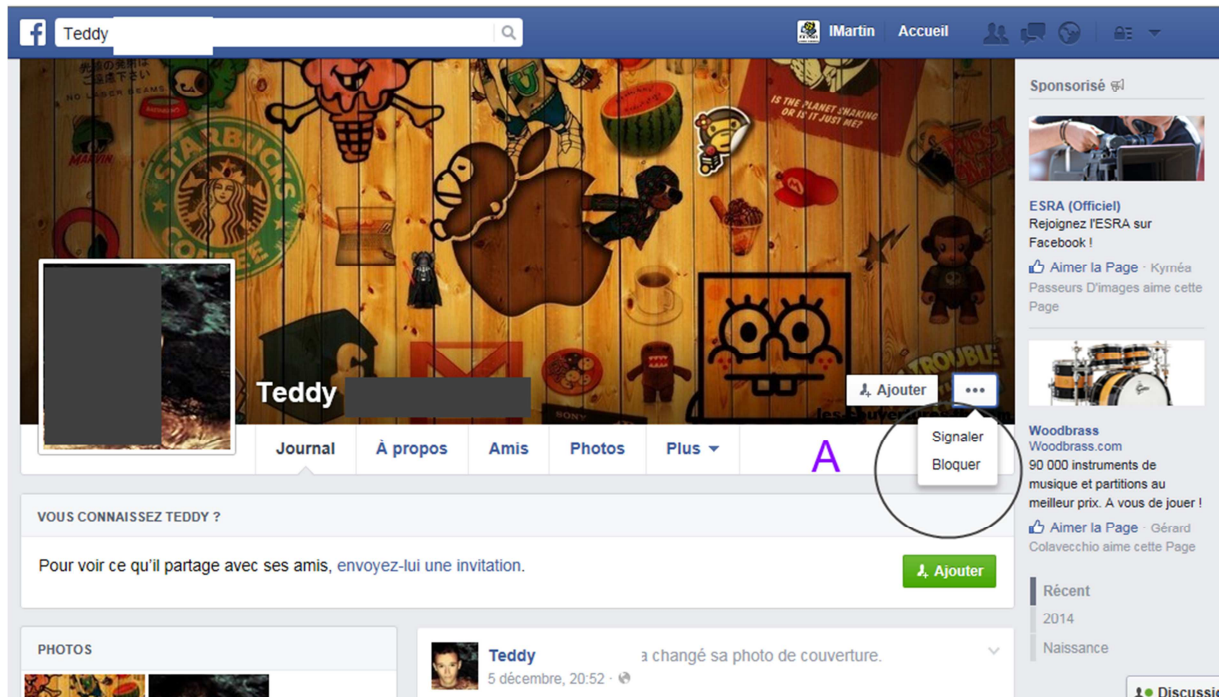 Teddy
IMartin Accueil
NO LASER BEAMS
MARVIN
STARBUCKS
COFFEE
IS THE PLANET SHAKING
OR IS IT JUST ME?
TROUBLE
SONY
Teddy
Ajouter
Signaler
Bloquer
Journal À propos Amis Photos Plus
A
VOUS CONNAISSEZ TEDDY ?
Pour voir ce qu'il partage avec ses amis, envoyez-lui une invitation.
Ajouter
PHOTOS
Teddy a changé sa photo de couverture.
5 décembre, 20:52 ·
Sponsorisé
ESRA (Officiel)
Rejoignez l'ESRA sur
Facebook !
Aimer la Page · Kyméa
Passeurs D'images aime cette
Page
Woodbrass
Woodbrass.com
90 000 instruments de
musique et partitions au
meilleur prix. A vous de jouer !
Aimer la Page · Gérard
Colavecchio aime cette Page
Récent
2014
Naissance